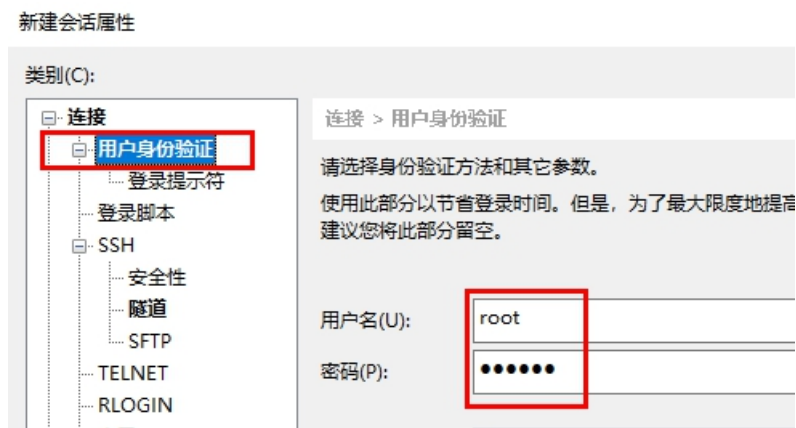 新建会话属性
类别(C):
连接
用户身份验证
登录提示符
登录脚本
SSH
安全性
隧道
SFTP
TELNET
RLOGIN
连接 > 用户身份验证
请选择身份验证方法和其它参数。
使用此部分以节省登录时间。但是，为了最大限度地提高
建议您将此部分留空。
用户名(U):
root
密码(P):
●●●●●●